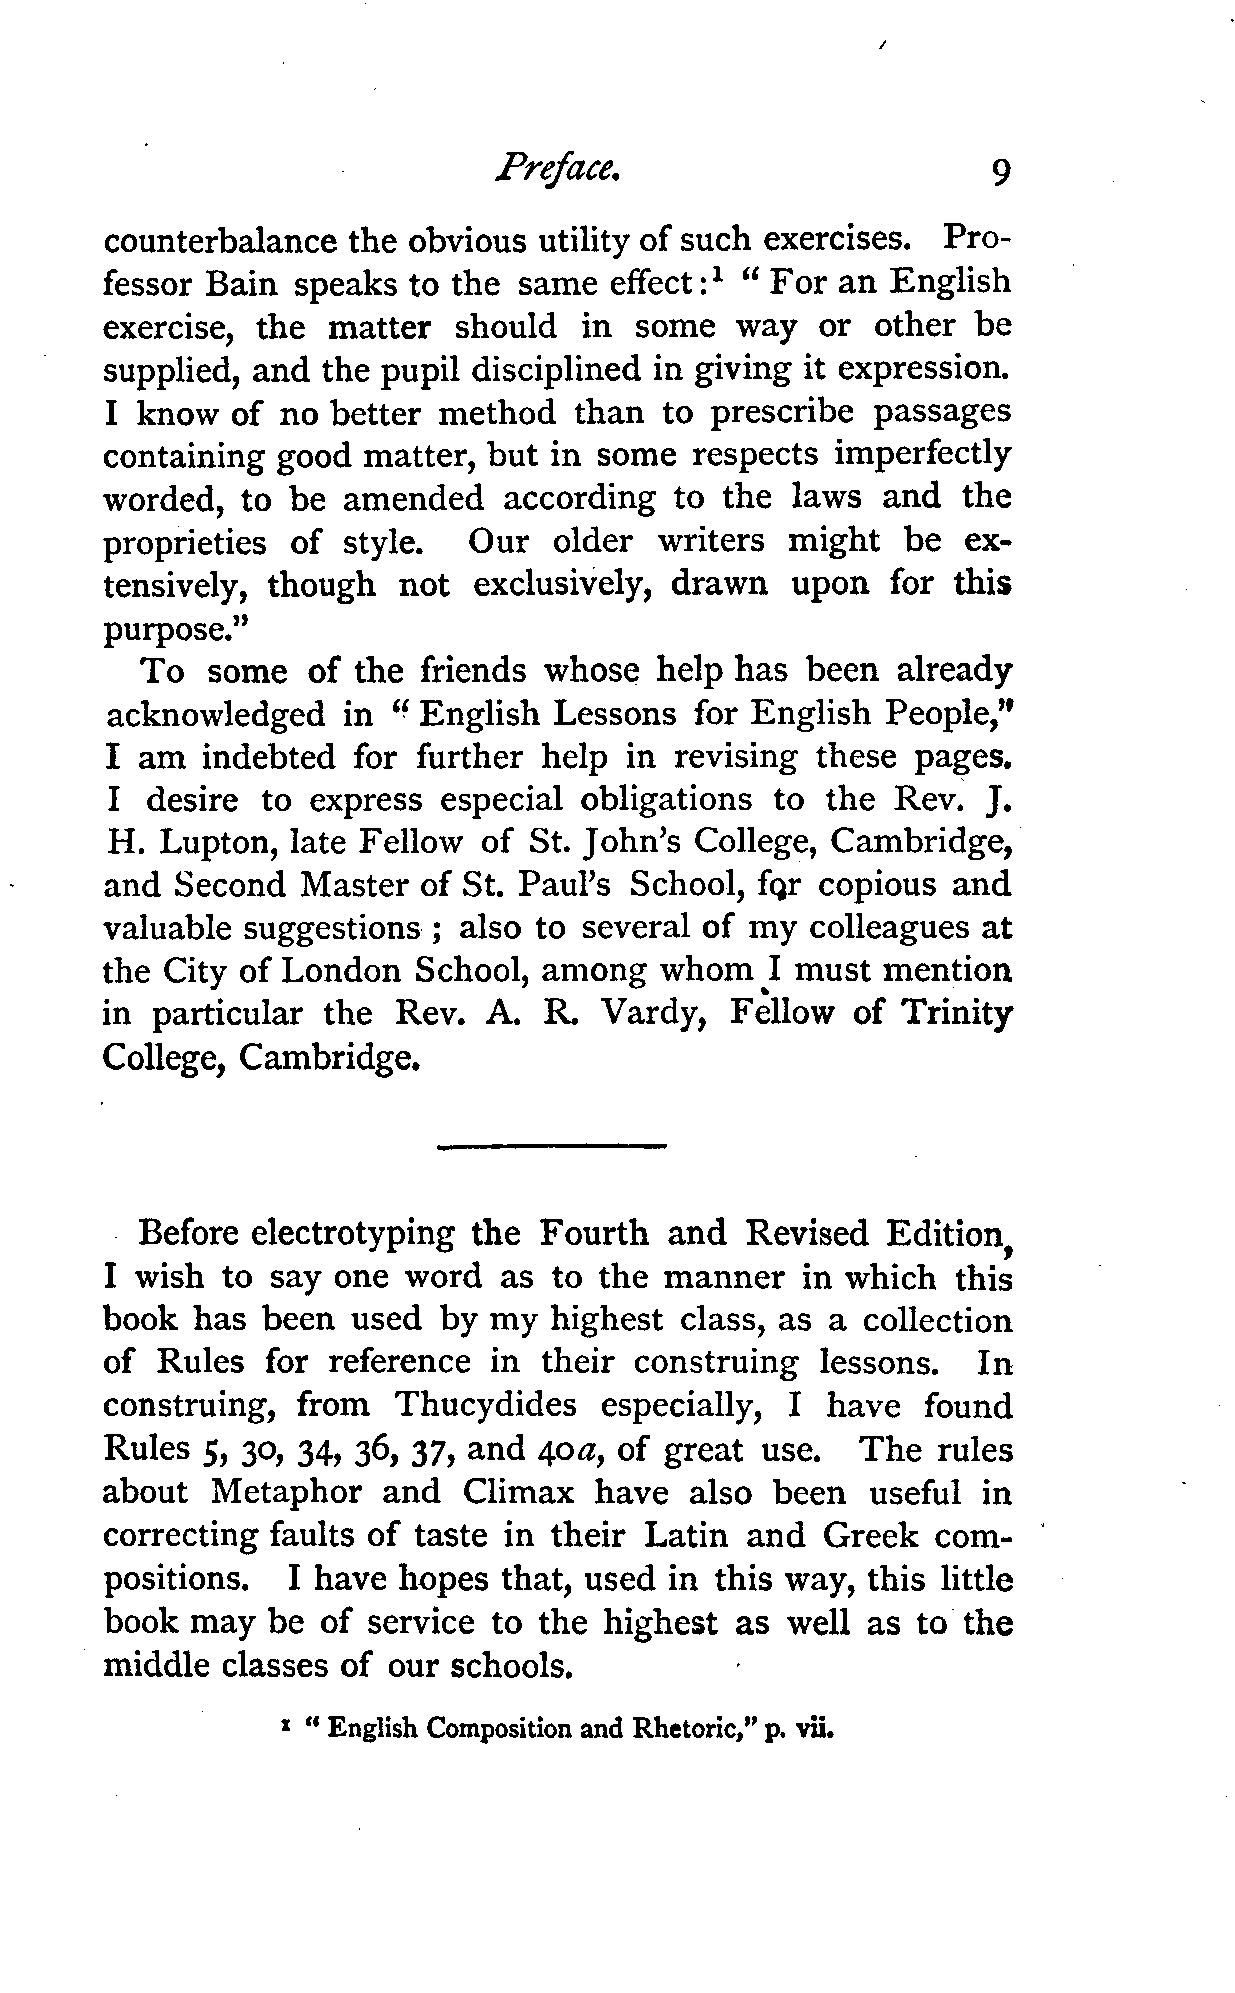 Preface. 9
counterbalance the obvious utility of such exercises. Pro-
fessor Bain speaks to the same effect:¹ “ For an English
exercise, the matter should in some way or other be
supplied, and the pupil disciplined in giving it expression.
I know of no better method than to prescribe passages
containing good matter, but in some respects imperfectly
worded, to be amended according to the laws and the
proprieties of style. Our older writers might be ex-
tensively, though not exclusively, drawn upon for this
purpose.”
To some of the friends whose help has been already
acknowledged in “ English Lessons for English People,”
I am indebted for further help in revising these pages.
I desire to express especial obligations to the Rev. J.
H. Lupton, late Fellow of St. John’s College, Cambridge,
and Second Master of St. Paul’s School, for copious and
valuable suggestions ; also to several of my colleagues at
the City of London School, among whom I must mention
in particular the Rev. A. R. Vardy, Fellow of Trinity
College, Cambridge.
Before electrotyping the Fourth and Revised Edition,
I wish to say one word as to the manner in which this
book has been used by my highest class, as a collection
of Rules for reference in their construing lessons. In
construing, from Thucydides especially, I have found
Rules 5, 30, 34, 36, 37, and 40a, of great use. The rules
about Metaphor and Climax have also been useful in
correcting faults of taste in their Latin and Greek com-
positions. I have hopes that, used in this way, this little
book may be of service to the highest as well as to the
middle classes of our schools.
¹ “ English Composition and Rhetoric,” p. vii.